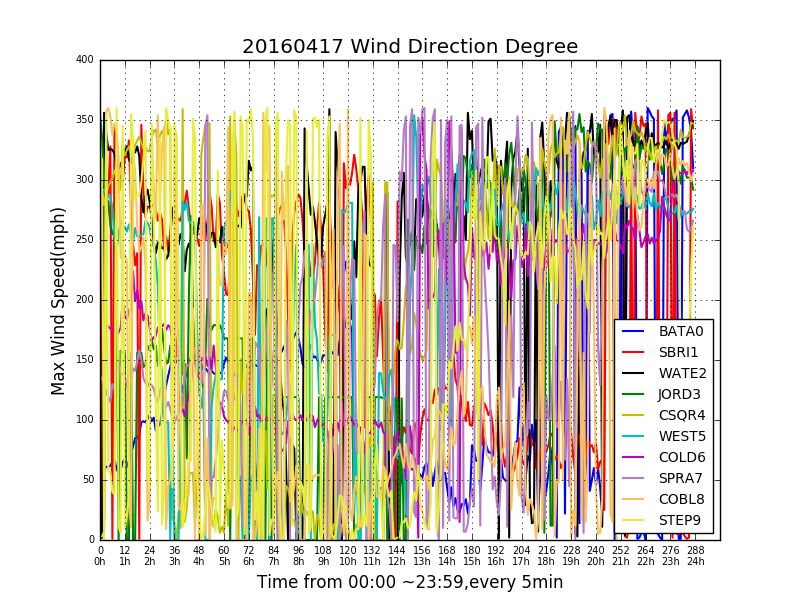 20160417 Wind Direction Degree
400
350
300
250
200
150
100
50
0
Max Wind Speed(mph)
BATA0
SBRI1
WATE2
JORD3
CSQR4
WEST5
COLD6
SPRA7
COBL8
STEP9
0 12 24 36 48 60 72 84 96 108 120 132 144 156 168 180 192 204 216 228 240 252 264 276 288
0h 1h 2h 3h 4h 5h 6h 7h 8h 9h 10h 11h 12h 13h 14h 15h 16h 17h 18h 19h 20h 21h 22h 23h 24h
Time from 00:00 ~23:59,every 5min